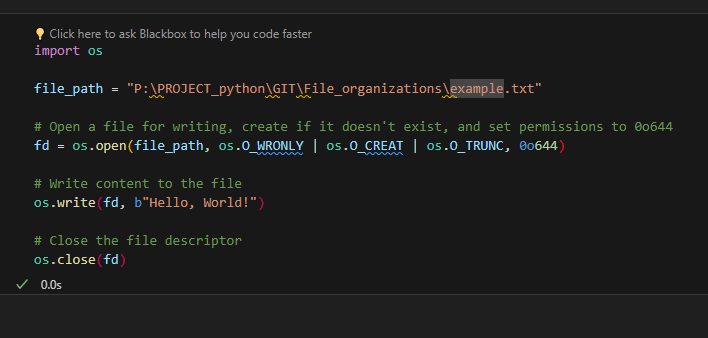 Click here to ask Blackbox to help you code faster
import os
file_path = "P:\PROJECT_python\GIT\File_organizations\example.txt"
# Open a file for writing, create if it doesn't exist, and set permissions to 0o644
fd = os.open(file_path, os.O_WRONLY | os.O_CREAT | os.O_TRUNC, 0o644)
# Write content to the file
os.write(fd, b"Hello, World!")
# Close the file descriptor
os.close(fd)
0.0s